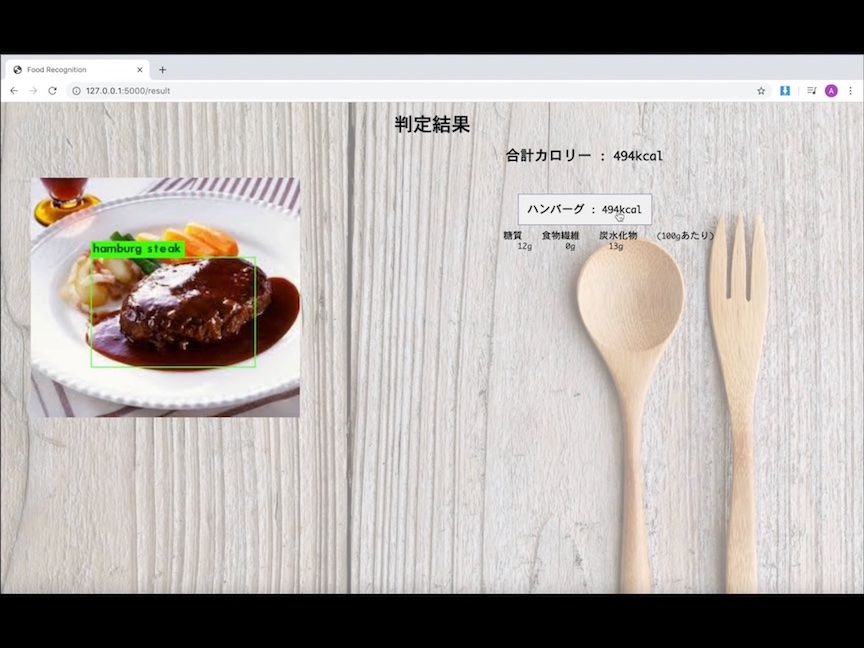 Food Recognition
127.0.0.1:5000/result
A
判定結果
合計カロリー : 494kcal
ハンバーグ : 494kcal
糖質 食物繊維 炭水化物 (100gあたり)
12g 0g 13g
hamburg steak